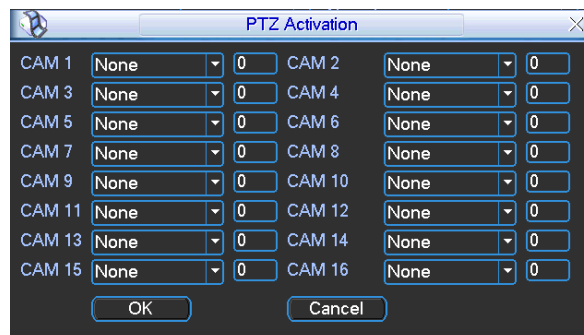 PTZ Activation
CAM 1 None 0 CAM 2 None 0
CAM 3 None 0 CAM 4 None 0
CAM 5 None 0 CAM 6 None 0
CAM 7 None 0 CAM 8 None 0
CAM 9 None 0 CAM 10 None 0
CAM 11 None 0 CAM 12 None 0
CAM 13 None 0 CAM 14 None 0
CAM 15 None 0 CAM 16 None 0
OK Cancel